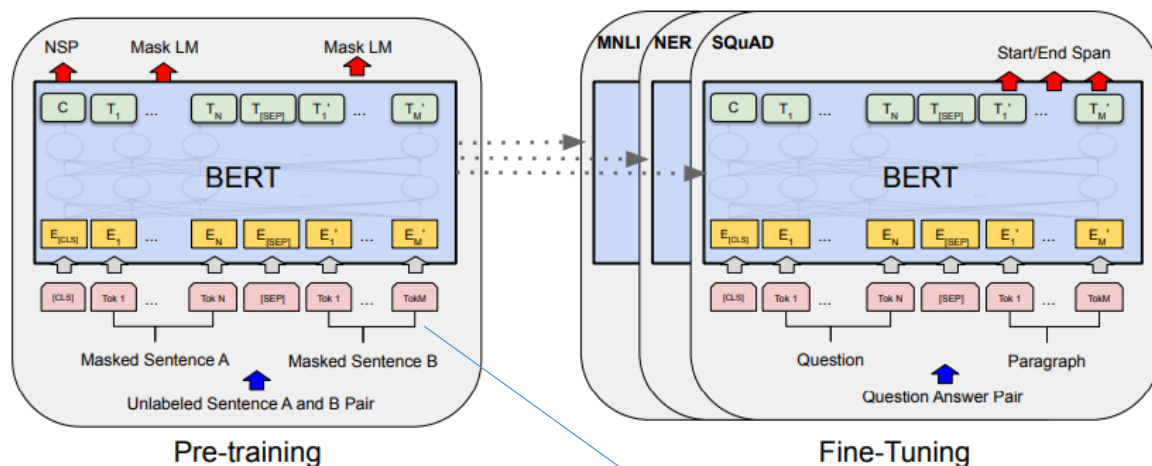 NSP Mask LM Mask LM
C T1 ... TN T[SEP] T1' ... TM'
BERT
E[CLS] E1 ... EN E[SEP] E1' ... EM'
[CLS] Tok 1 ... Tok N [SEP] Tok 1 ... TokM
Masked Sentence A Masked Sentence B
Unlabeled Sentence A and B Pair
Pre-training
MNLI NER SQuAD
Start/End Span
C T1 ... TN T[SEP] T1' ... TM'
BERT
E[CLS] E1 ... EN E[SEP] E1' ... EM'
[CLS] Tok 1 ... Tok N [SEP] Tok 1 ... TokM
Question Paragraph
Question Answer Pair
Fine-Tuning